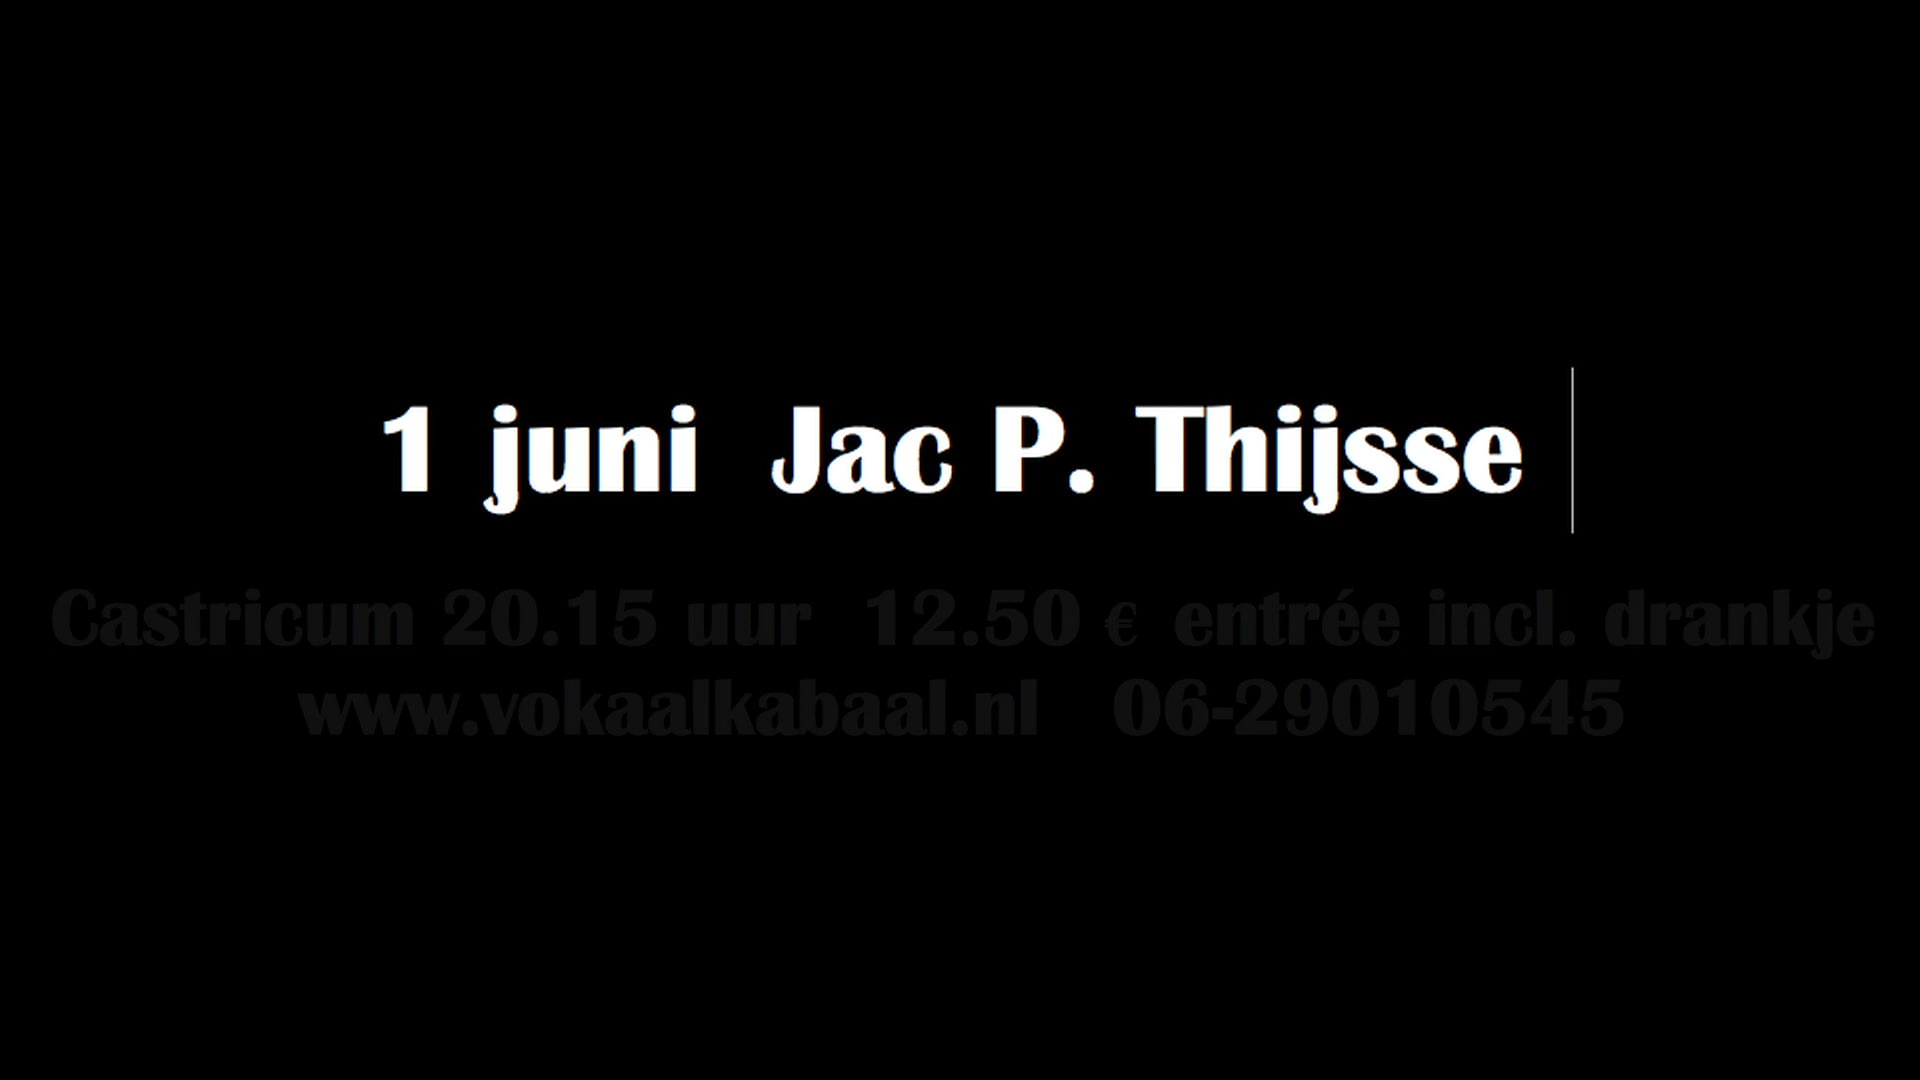 1 juni Jac P. Thijsse
Castricum 20.15 uur 12.50 € entrée incl. drankje
www.vokaalkabaal.nl 06-29010545